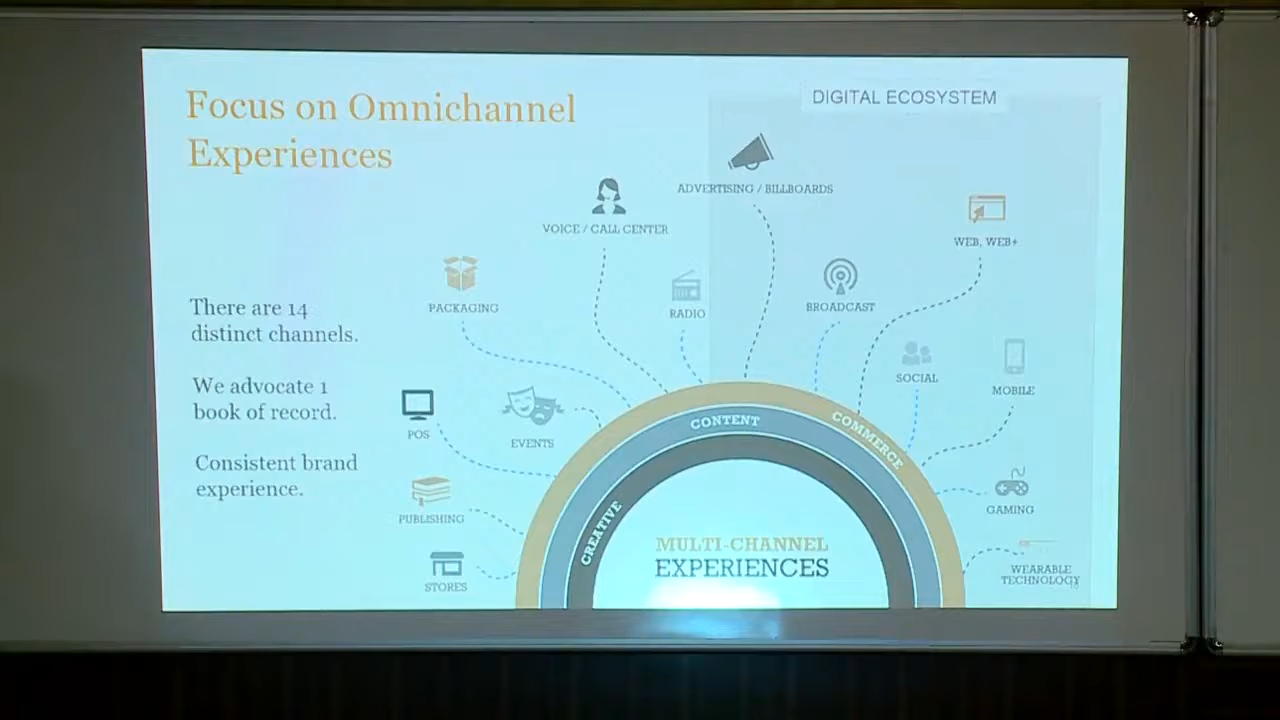 Focus on Omnichannel
Experiences
There are 14
distinct channels.
We advocate 1
book of record.
Consistent brand
experience.
DIGITAL ECOSYSTEM
ADVERTISING / BILLBOARDS
VOICE / CALL CENTER
WEB, WEB+
PACKAGING
RADIO
BROADCAST
SOCIAL
MOBILE
POS
EVENTS
PUBLISHING
GAMING
STORES
WEARABLE
TECHNOLOGY
COMMERCE
CONTENT
CREATIVE
MULTI-CHANNEL
EXPERIENCES